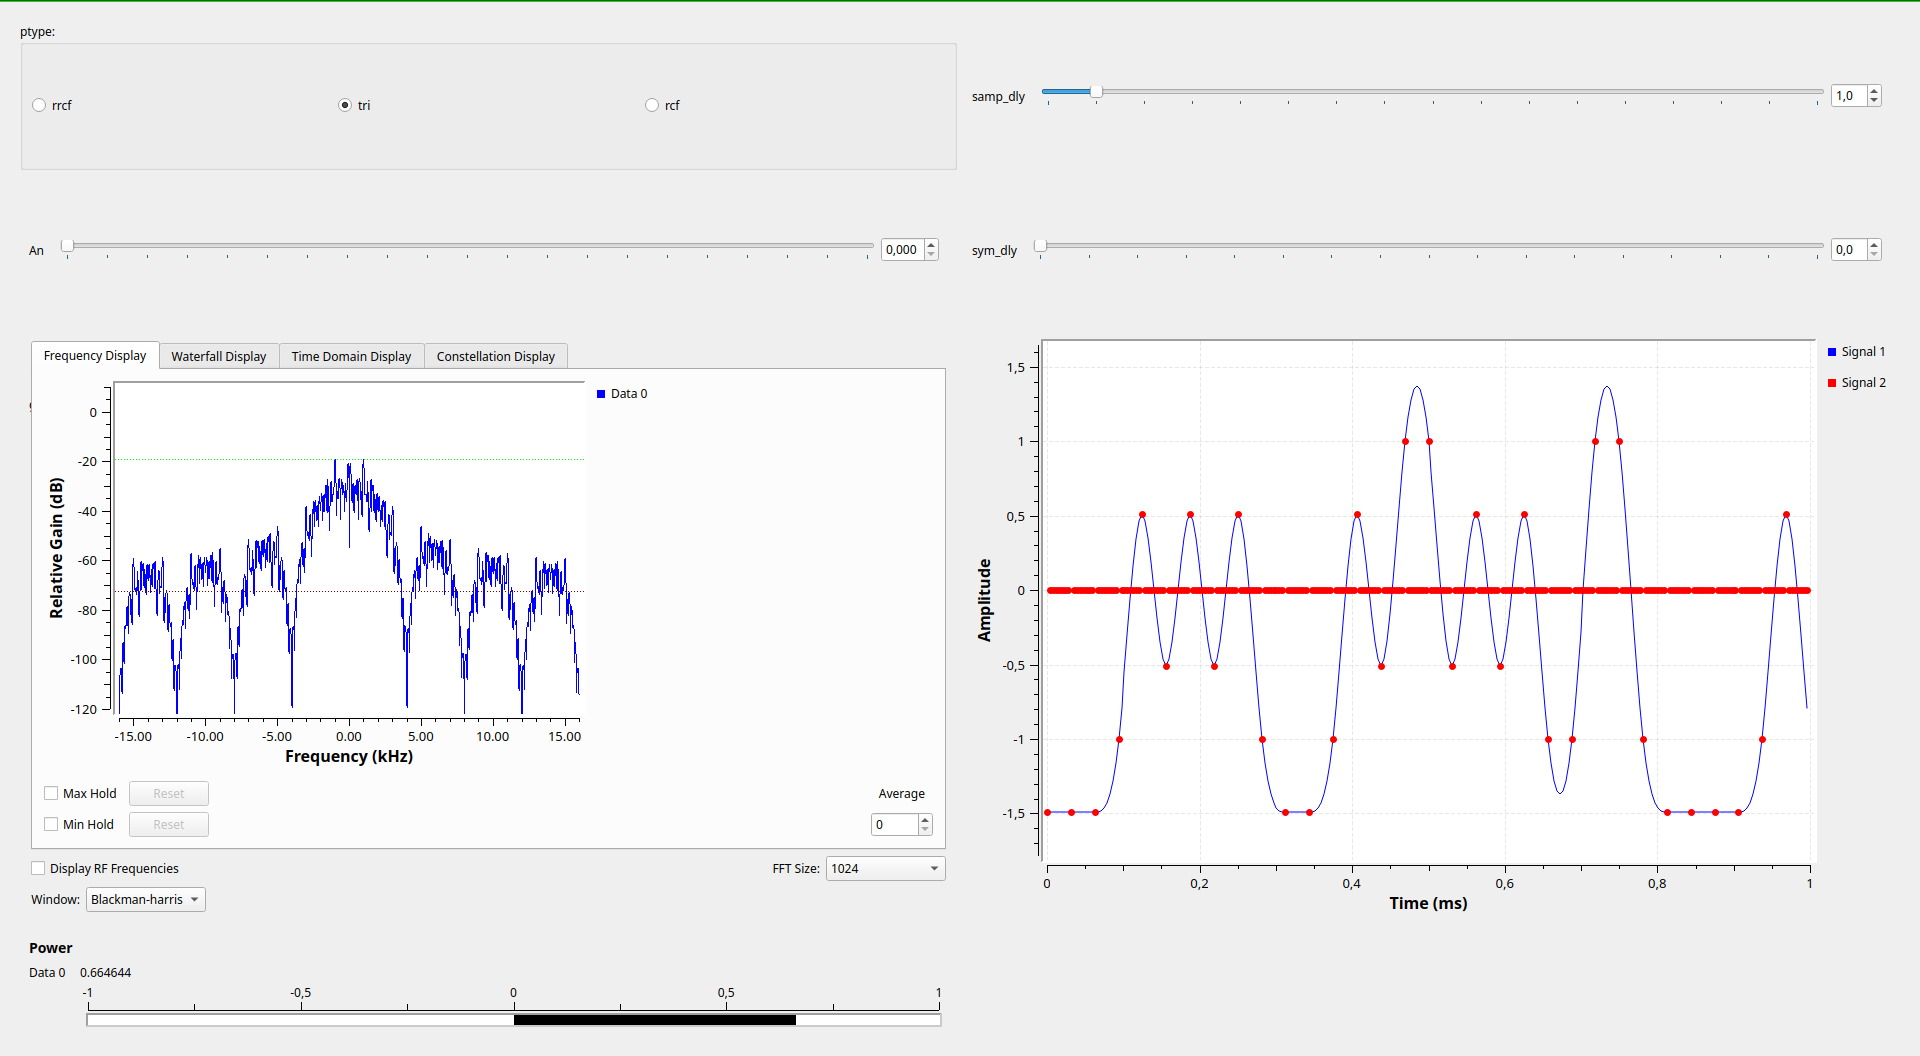 ptype:
rrcf
tri
rcf
samp_dly
1,0
An
0,000
sym_dly
0,0
Frequency Display
Waterfall Display
Time Domain Display
Constellation Display
Relative Gain (dB)
0
-20
-40
-60
-80
-100
-120
-15.00
-10.00
-5.00
0.00
5.00
10.00
15.00
Frequency (kHz)
Data 0
Max Hold
Reset
Average
Min Hold
Reset
0
Display RF Frequencies
FFT Size:
1024
Window:
Blackman-harris
Power
Data 0
0.664644
-1
-0,5
0
0,5
1
Amplitude
1,5
1
0,5
0
-0,5
-1
-1,5
0
0,2
0,4
0,6
0,8
1
Time (ms)
Signal 1
Signal 2